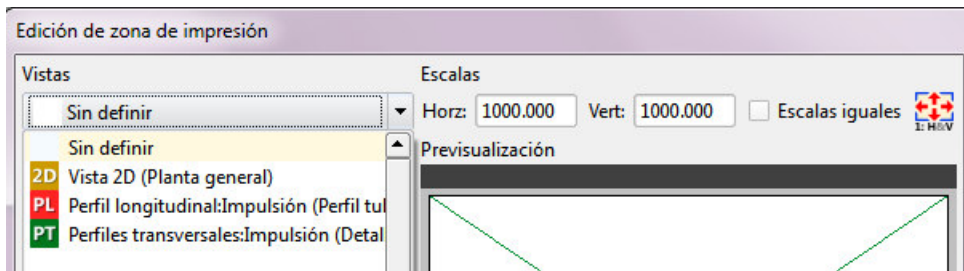 Edición de zona de impresión
Vistas
Escalas
Sin definir
Horz: 1000.000 Vert: 1000.000 Escalas iguales
1: H&V
Sin definir
Previsualización
2D Vista 2D (Planta general)
PL Perfil longitudinal:Impulsión (Perfil tul
PT Perfiles transversales:Impulsión (Detal